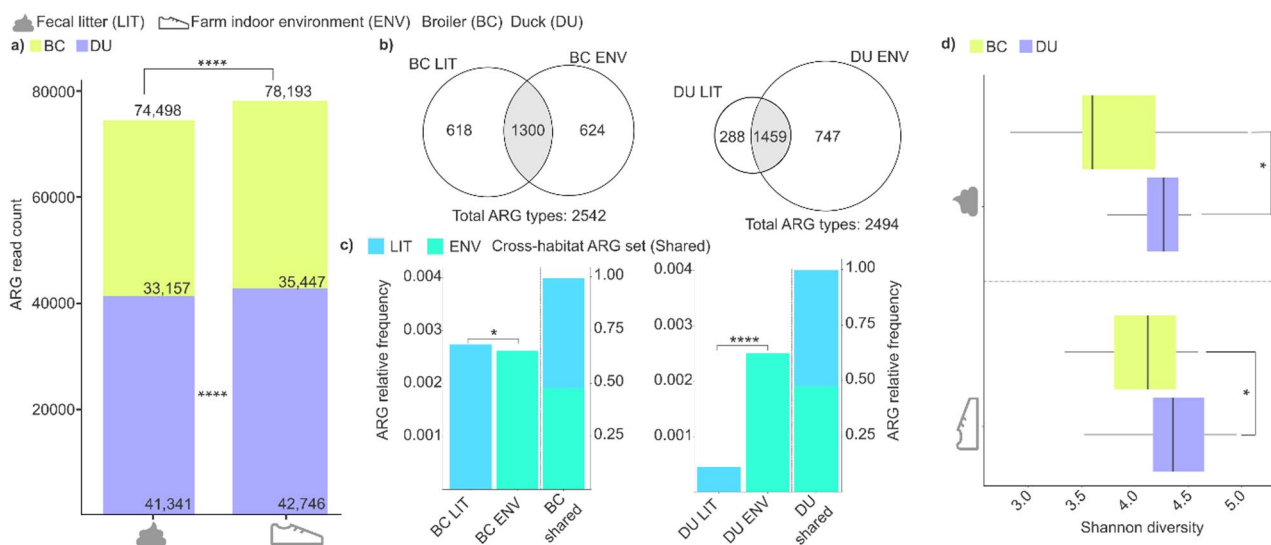 Fecal litter (LIT) Farm indoor environment (ENV) Broiler (BC) Duck (DU)
a) BC DU
ARG read count
80000
60000
40000
20000
****
74,498
78,193
33,157
35,447
****
41,341
42,746
b)
BC LIT
BC ENV
618
1300
624
Total ARG types: 2542
DU LIT
DU ENV
288
1459
747
Total ARG types: 2494
c) LIT ENV Cross-habitat ARG set (Shared)
ARG relative frequency
0.004
0.003
0.002
0.001
*
1.00
0.75
0.50
0.25
BC LIT
BC ENV
BC shared
ARG relative frequency
0.004
0.003
0.002
0.001
****
1.00
0.75
0.50
0.25
ARG relative frequency
DU LIT
DU ENV
DU shared
d) BC DU
*
*
3.0
3.5
4.0
4.5
5.0
Shannon diversity